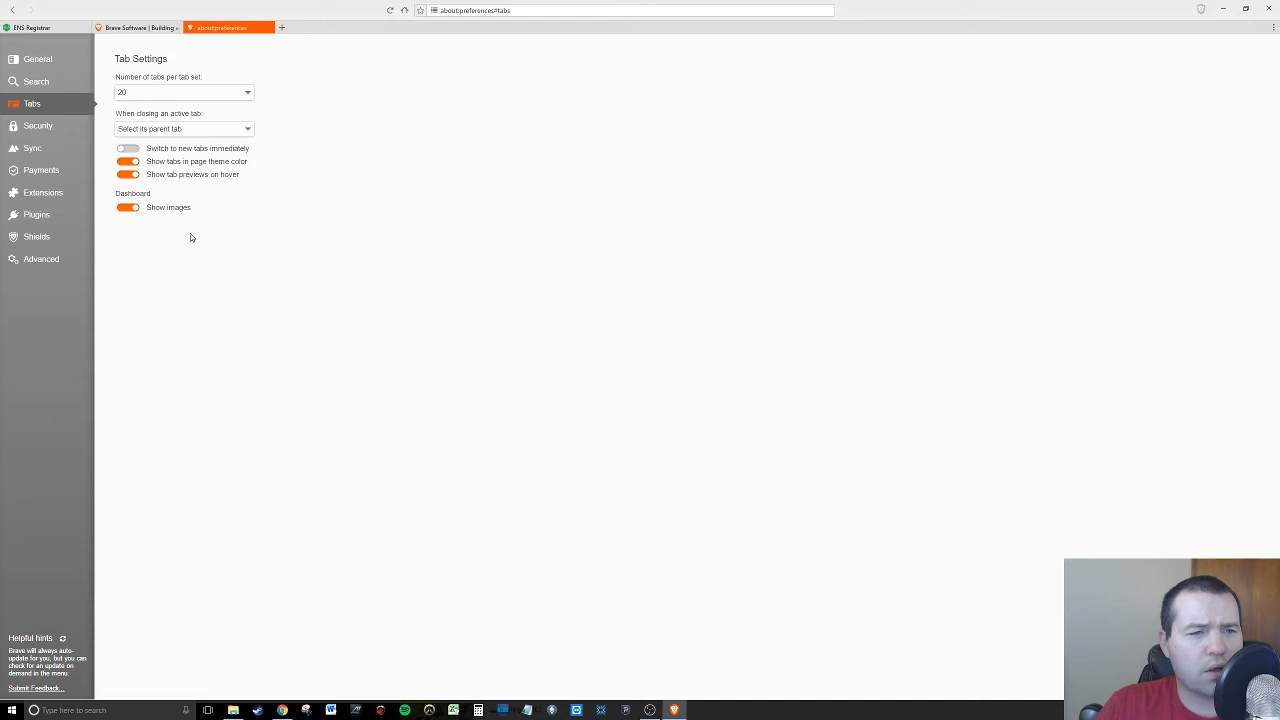 about:preferences#tabs
ENS Registrar
Brave Software | Building
about:preferences
General
Search
Tabs
Security
Sync
Payments
Extensions
Plugins
Shields
Advanced
Tab Settings
Number of tabs per tab set:
20
When closing an active tab:
Select its parent tab
Switch to new tabs immediately
Show tabs in page theme color
Show tab previews on hover
Dashboard
Show images
Helpful hints
Brave will always auto-
update for you, but you can
check for an update on
demand in the menu.
Submit Feedback...
Type here to search